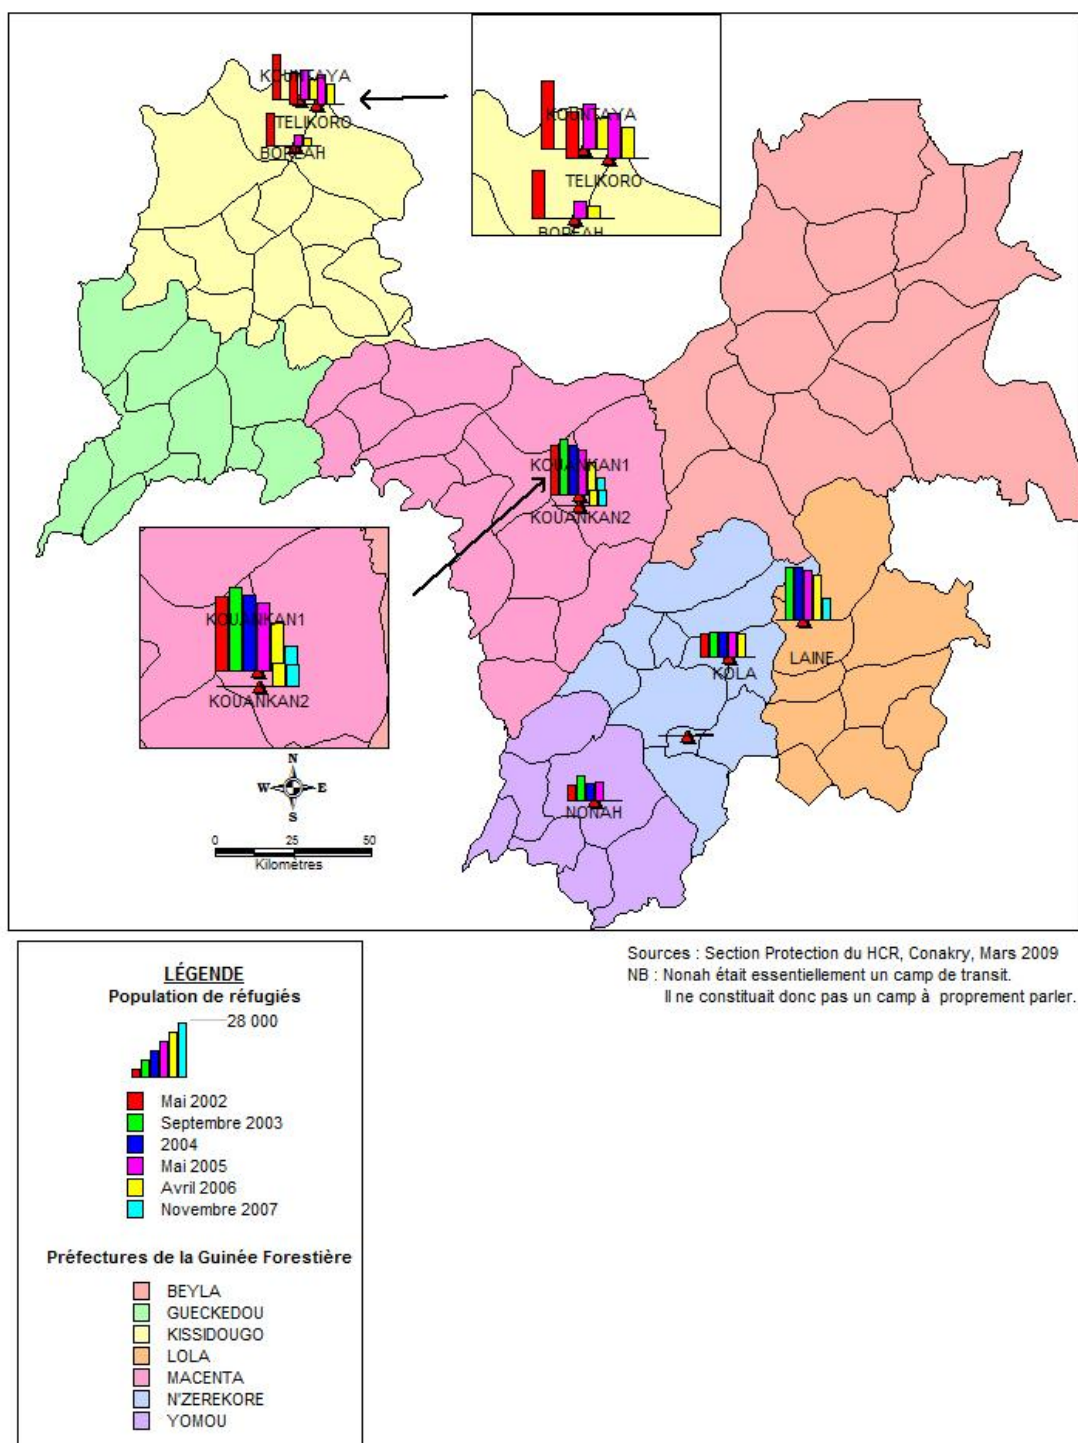 KOUNTAYA
TELIKORO
BOREAH
KOUNTAYA
TELIKORO
BOREAH
KOUANKAN1
KOUANKAN2
KOUANKAN1
KOUANKAN2
LAINE
KOLA
NONAH
N
W E
S
0 25 50
Kilomètres
LÉGENDE
Population de réfugiés
28 000
Mai 2002
Septembre 2003
2004
Mai 2005
Avril 2006
Novembre 2007
Préfectures de la Guinée Forestière
BEYLA
GUECKEDOU
KISSIDOUGO
LOLA
MACENTA
N'ZEREKORE
YOMOU
Sources : Section Protection du HCR, Conakry, Mars 2009
NB : Nonah était essentiellement un camp de transit.
Il ne constituait donc pas un camp à proprement parler.